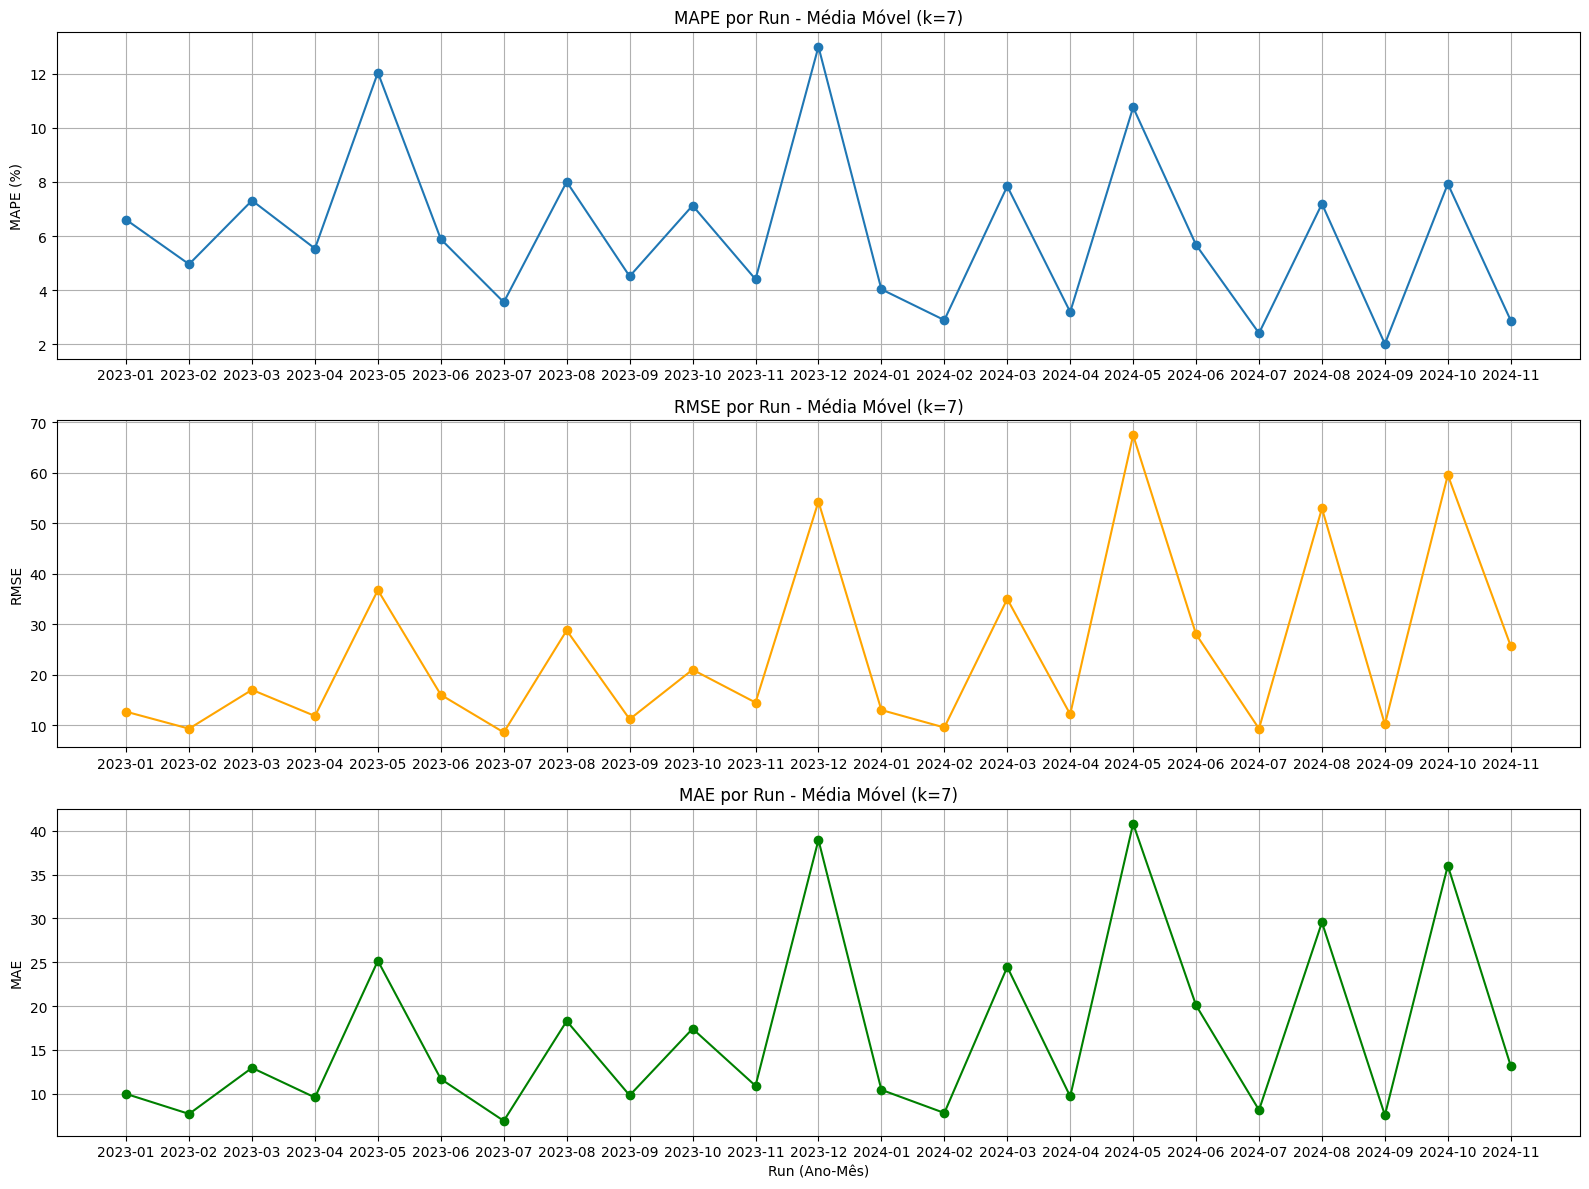 MAPE por Run - Média Móvel (k=7)
MAPE (%)
12
10
8
6
4
2
2023-01 2023-02 2023-03 2023-04 2023-05 2023-06 2023-07 2023-08 2023-09 2023-10 2023-11 2023-12 2024-01 2024-02 2024-03 2024-04 2024-05 2024-06 2024-07 2024-08 2024-09 2024-10 2024-11
RMSE por Run - Média Móvel (k=7)
RMSE
70
60
50
40
30
20
10
2023-01 2023-02 2023-03 2023-04 2023-05 2023-06 2023-07 2023-08 2023-09 2023-10 2023-11 2023-12 2024-01 2024-02 2024-03 2024-04 2024-05 2024-06 2024-07 2024-08 2024-09 2024-10 2024-11
MAE por Run - Média Móvel (k=7)
MAE
40
35
30
25
20
15
10
2023-01 2023-02 2023-03 2023-04 2023-05 2023-06 2023-07 2023-08 2023-09 2023-10 2023-11 2023-12 2024-01 2024-02 2024-03 2024-04 2024-05 2024-06 2024-07 2024-08 2024-09 2024-10 2024-11
Run (Ano-Mês)